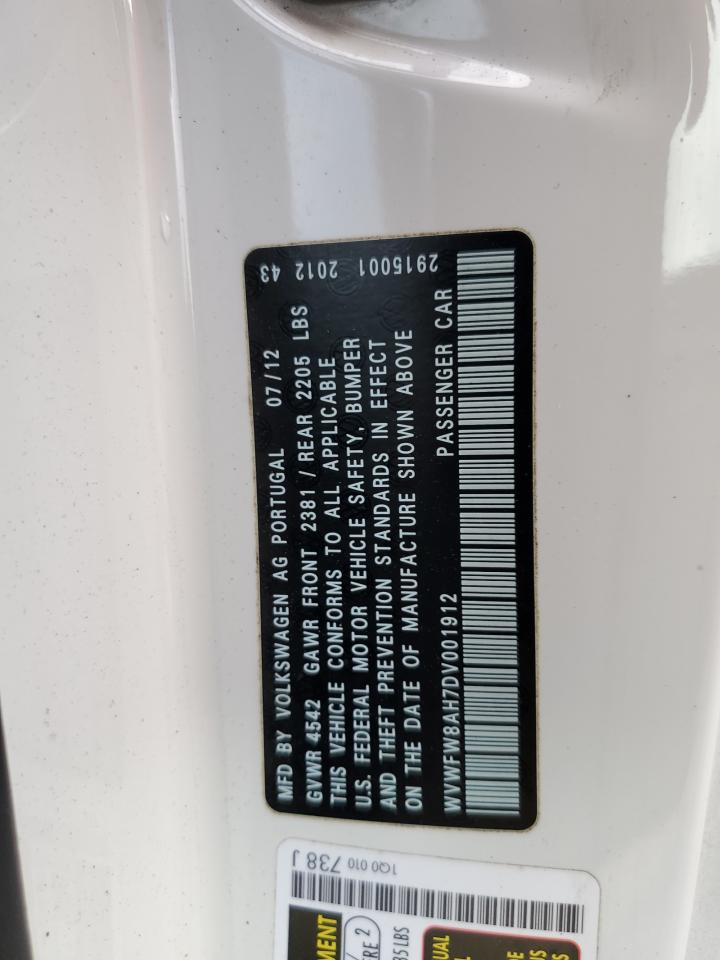 MFD BY VOLKSWAGEN AG PORTUGAL 07/12 43
GVWR 4542 GAWR FRONT 2381 / REAR 2205 LBS 2012
THIS VEHICLE CONFORMS TO ALL APPLICABLE
U.S. FEDERAL MOTOR VEHICLE SAFETY, BUMPER
AND THEFT PREVENTION STANDARDS IN EFFECT 2915001
ON THE DATE OF MANUFACTURE SHOWN ABOVE
PASSENGER CAR 2915001
WVWFW8AH7DV001912
1Q0 010 738 J